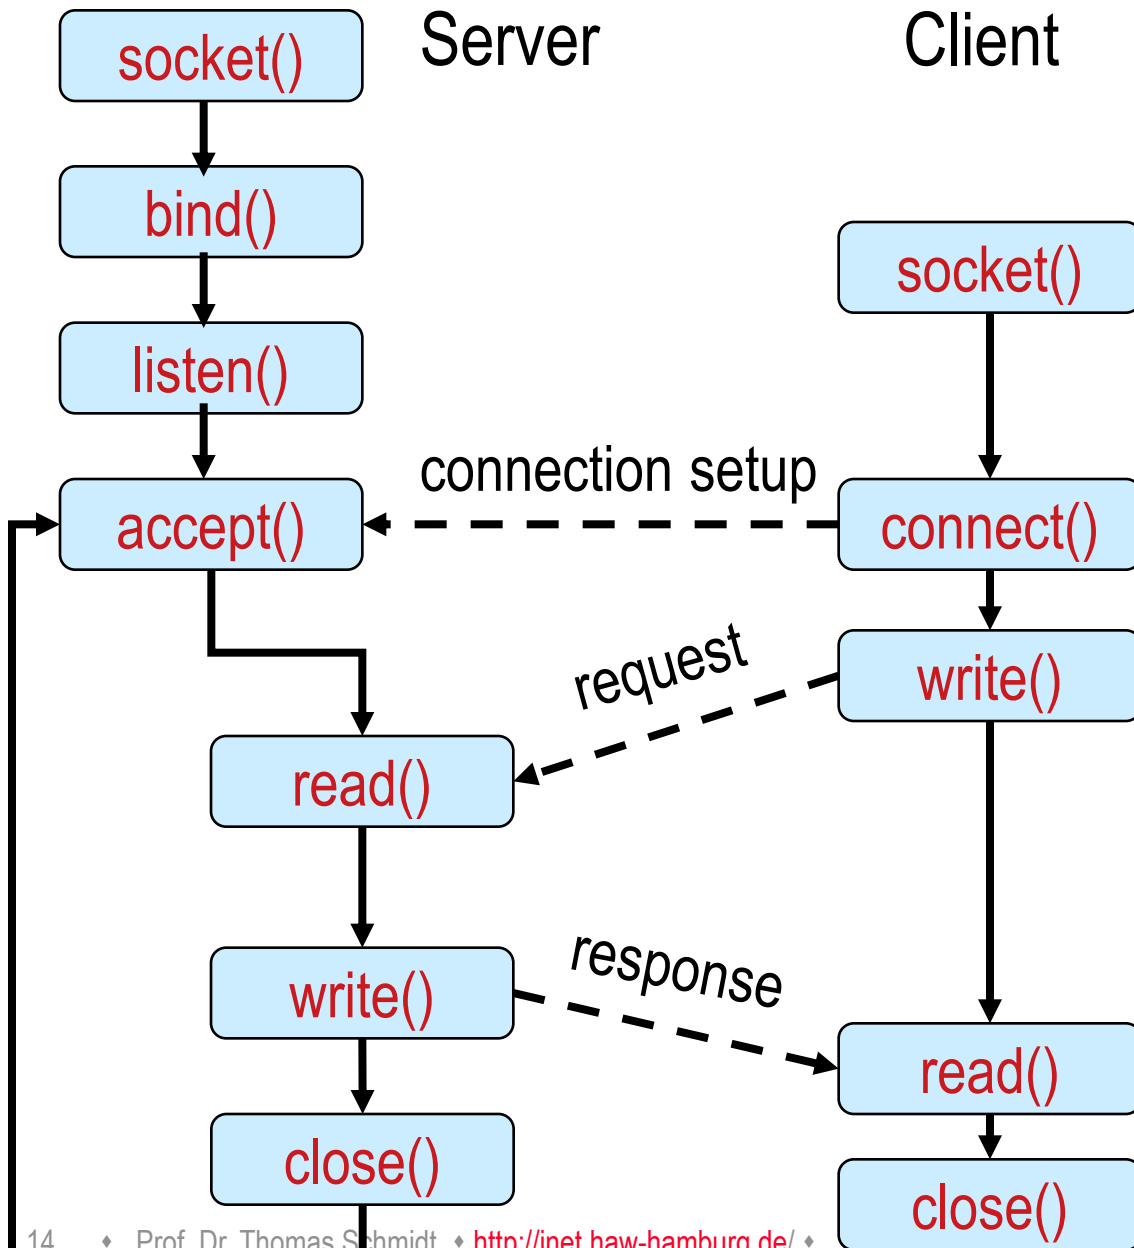 Server
Client
socket()
bind()
listen()
accept()
read()
write()
close()
connection setup
request
response
socket()
connect()
write()
read()
close()
14 ♦ Prof. Dr. Thomas Schmidt ♦ http://inet.haw-hamburg.de/ ♦